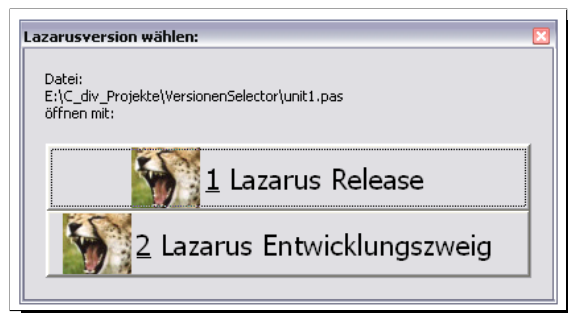 Lazarusversion wählen:
Datei:
E:\C_div_Projekte\VersionenSelector\unit1.pas
öffnen mit:
1 Lazarus Release
2 Lazarus Entwicklungszweig